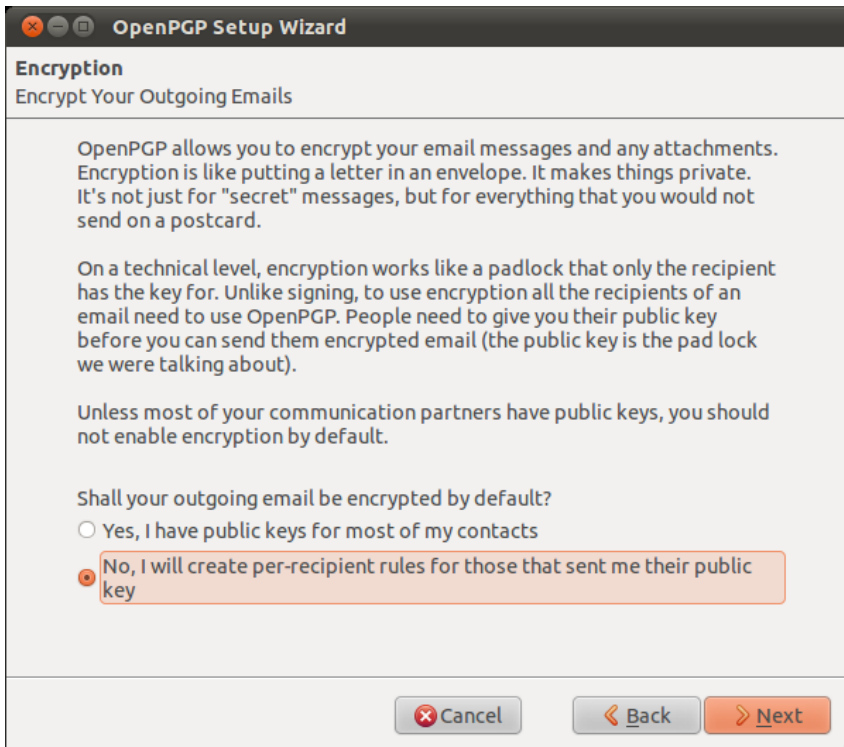 OpenPGP Setup Wizard
Encryption
Encrypt Your Outgoing Emails
OpenPGP allows you to encrypt your email messages and any attachments.
Encryption is like putting a letter in an envelope. It makes things private.
It's not just for "secret" messages, but for everything that you would not
send on a postcard.
On a technical level, encryption works like a padlock that only the recipient
has the key for. Unlike signing, to use encryption all the recipients of an
email need to use OpenPGP. People need to give you their public key
before you can send them encrypted email (the public key is the pad lock
we were talking about).
Unless most of your communication partners have public keys, you should
not enable encryption by default.
Shall your outgoing email be encrypted by default?
Yes, I have public keys for most of my contacts
No, I will create per-recipient rules for those that sent me their public
key
Cancel Back Next